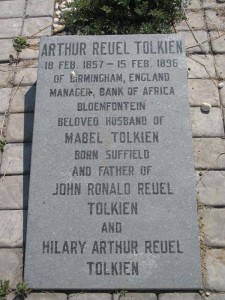 ARTHUR REUEL TOLKIEN
18 FEB. 1857 – 15 FEB. 1896
OF BIRMINGHAM, ENGLAND
MANAGER, BANK OF AFRICA
BLOEMFONTEIN
BELOVED HUSBAND OF
MABEL TOLKIEN
BORN SUFFIELD
AND FATHER OF
JOHN RONALD REUEL
TOLKIEN
AND
HILARY ARTHUR REUEL
TOLKIEN